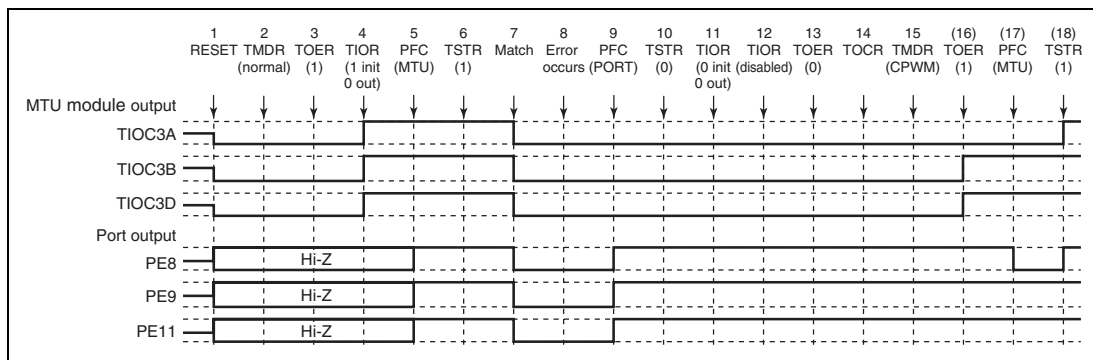 1 2 3 4 5 6 7 8 9 10 11 12 13 14 15 (16) (17) (18)
RESET TMDR TOER TIOR PFC TSTR Match Error PFC TSTR TIOR TIOR TOER TOCR TMDR TOER PFC TSTR
(normal) (1) (1 init (MTU) (1) occurs (PORT) (0) (0 init (disabled) (0) (CPWM) (1) (MTU) (1)
0 out) 0 out)
MTU module output
TIOC3A
TIOC3B
TIOC3D
Port output
PE8 Hi-Z
PE9 Hi-Z
PE11 Hi-Z